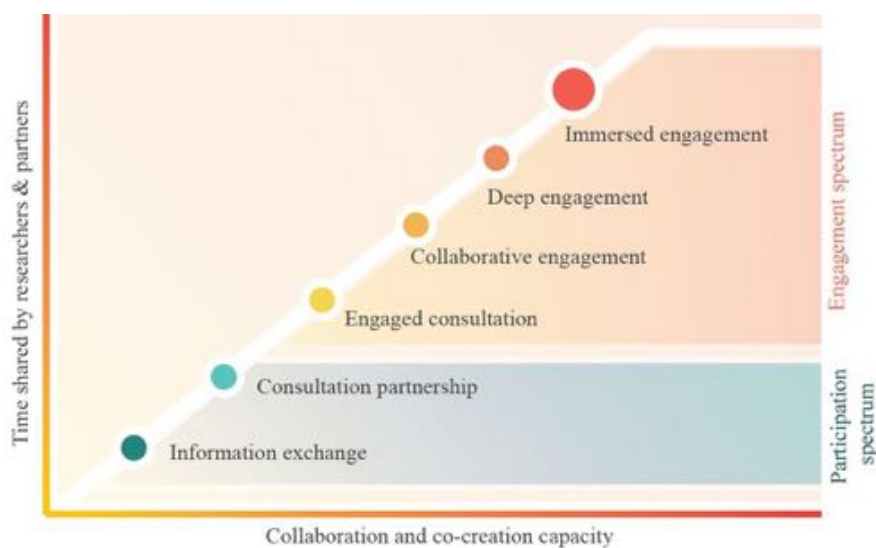 Time shared by researchers & partners
Immersed engagement
Deep engagement
Collaborative engagement
Engaged consultation
Consultation partnership
Information exchange
Engagement spectrum
Participation
spectrum
Collaboration and co-creation capacity